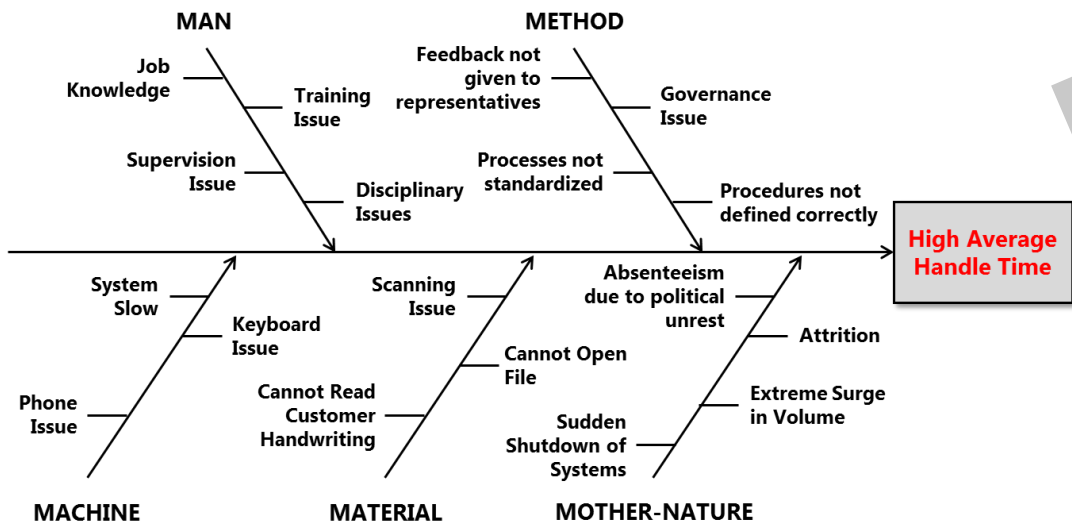 MAN
METHOD
Job
Knowledge
Training
Issue
Supervision
Issue
Disciplinary
Issues
Feedback not
given to
representatives
Governance
Issue
Processes not
standardized
Procedures not
defined correctly
High Average
Handle Time
System
Slow
Keyboard
Issue
Phone
Issue
Scanning
Issue
Cannot Open
File
Cannot Read
Customer
Handwriting
Absenteeism
due to political
unrest
Attrition
Extreme Surge
in Volume
Sudden
Shutdown of
Systems
MACHINE
MATERIAL
MOTHER-NATURE